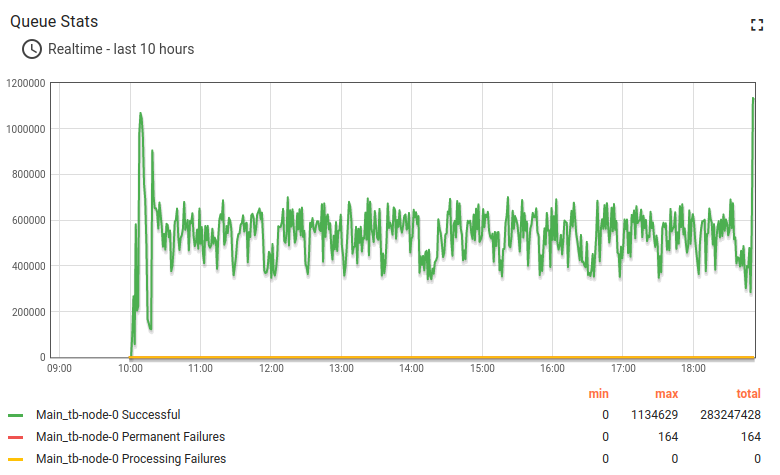 Queue Stats
Realtime - last 10 hours
1200000
1000000
800000
600000
400000
200000
0
09:00 10:00 11:00 12:00 13:00 14:00 15:00 16:00 17:00 18:00
min max total
Main_tb-node-0 Successful 0 1134629 283247428
Main_tb-node-0 Permanent Failures 0 164 164
Main_tb-node-0 Processing Failures 0 0 0